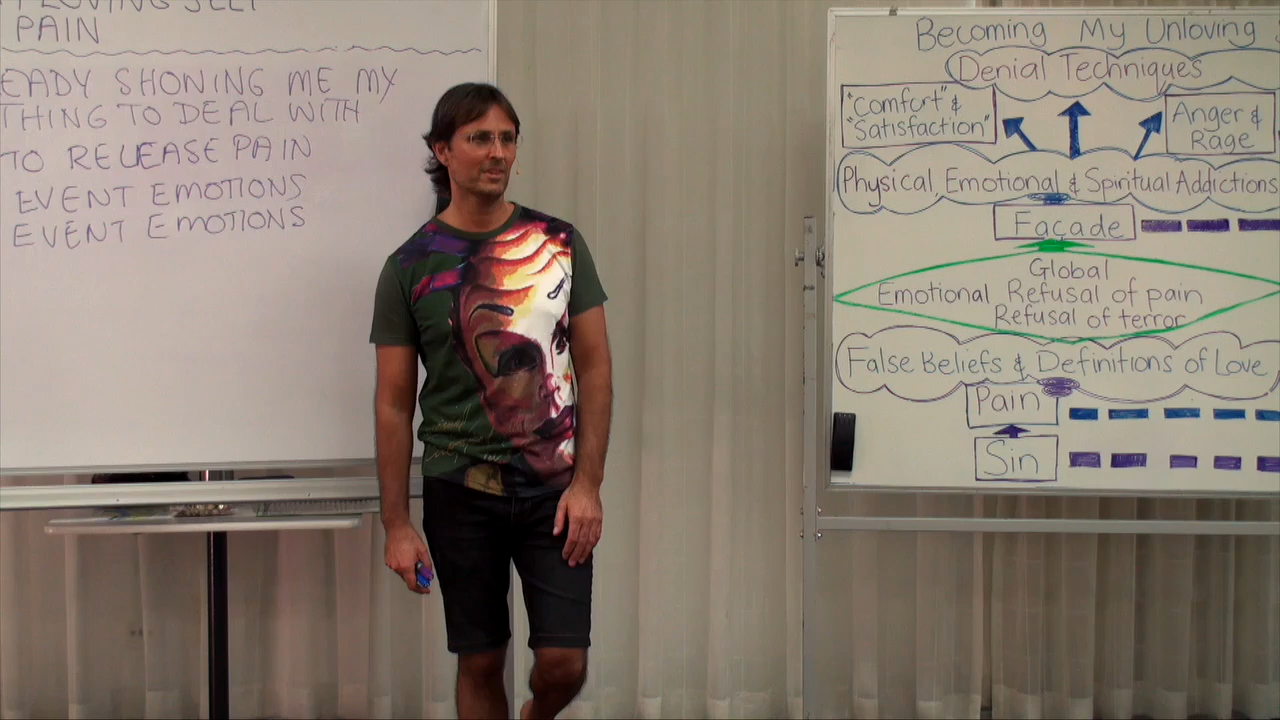 PAIN
EADY SHOWING ME MY
THING TO DEAL WITH
TO RELEASE PAIN
EVENT EMOTIONS
EVENT EMOTIONS
Becoming My Unloving
Denial Techniques
"Comfort" &
"Satisfaction"
Anger &
Rage
Physical, Emotional & Spiritual Addictions
Façade
Global
Emotional Refusal of pain
Refusal of terror
False Beliefs & Definitions of Love
Pain
Sin